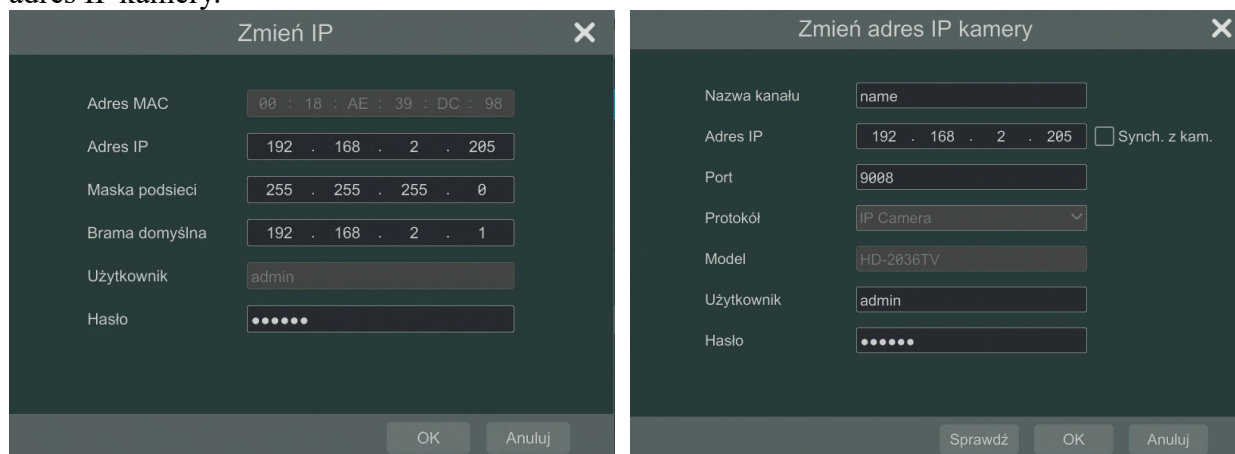 adres IP kamery.
Zmień IP
Adres MAC 00 : 18 : AE : 39 : DC : 98
Adres IP 192 . 168 . 2 . 205
Maska podsieci 255 . 255 . 255 . 0
Brama domyślna 192 . 168 . 2 . 1
Użytkownik admin
Hasło ●●●●●●
OK Anuluj
Zmień adres IP kamery
Nazwa kanału name
Adres IP 192 . 168 . 2 . 205 Synch. z kam.
Port 9008
Protokół IP Camera
Model HD-2036TV
Użytkownik admin
Hasło ●●●●●●
Sprawdź OK Anuluj